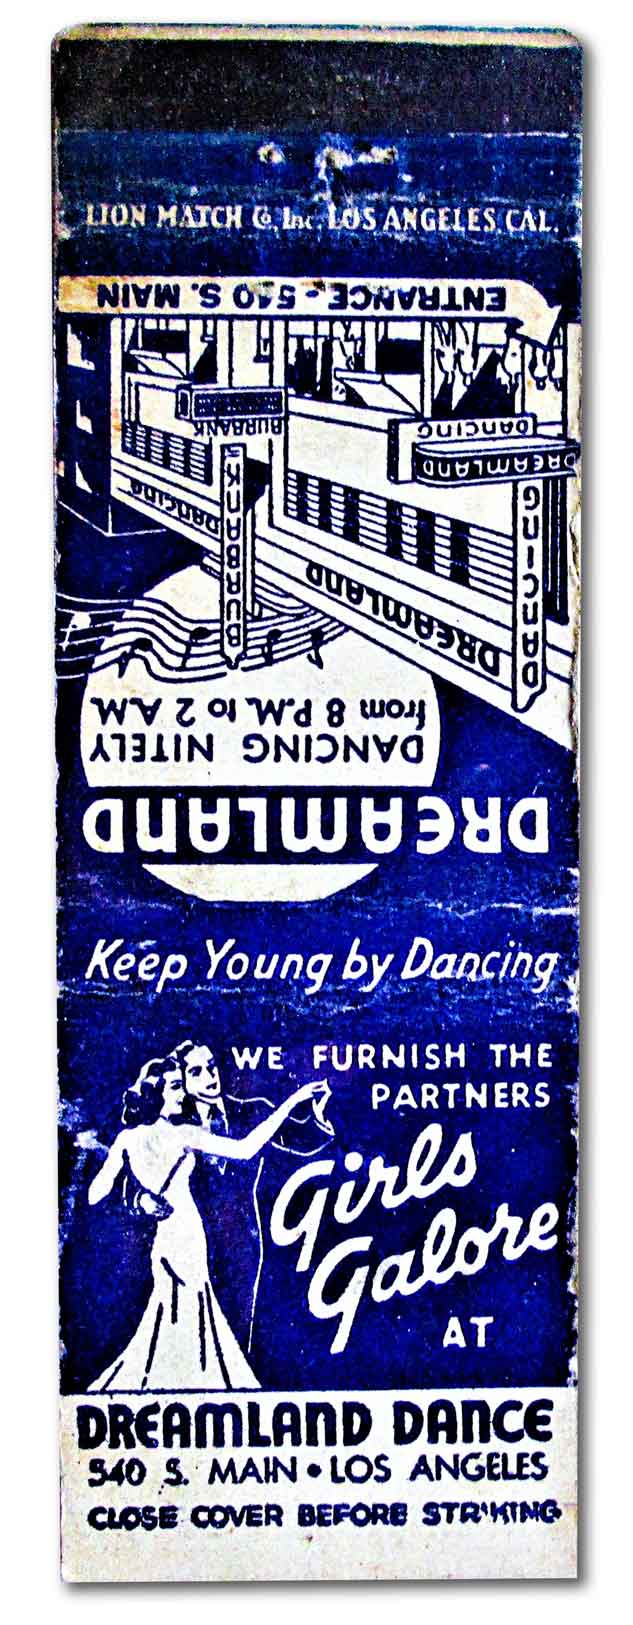 LION MATCH Co., Inc. LOS ANGELES, CAL.
DREAMLAND
DANCING NITELY
from 8 P.M. to 2 A.M.
DANCING
DREAMLAND
BURBANK
DANCING
DREAMLAND
DANCING
BURBANK
ENTRANCE - 540 S. MAIN
Keep Young by Dancing
WE FURNISH THE
PARTNERS
Girls
Galore
AT
DREAMLAND DANCE
540 S. MAIN • LOS ANGELES
CLOSE COVER BEFORE STRIKING